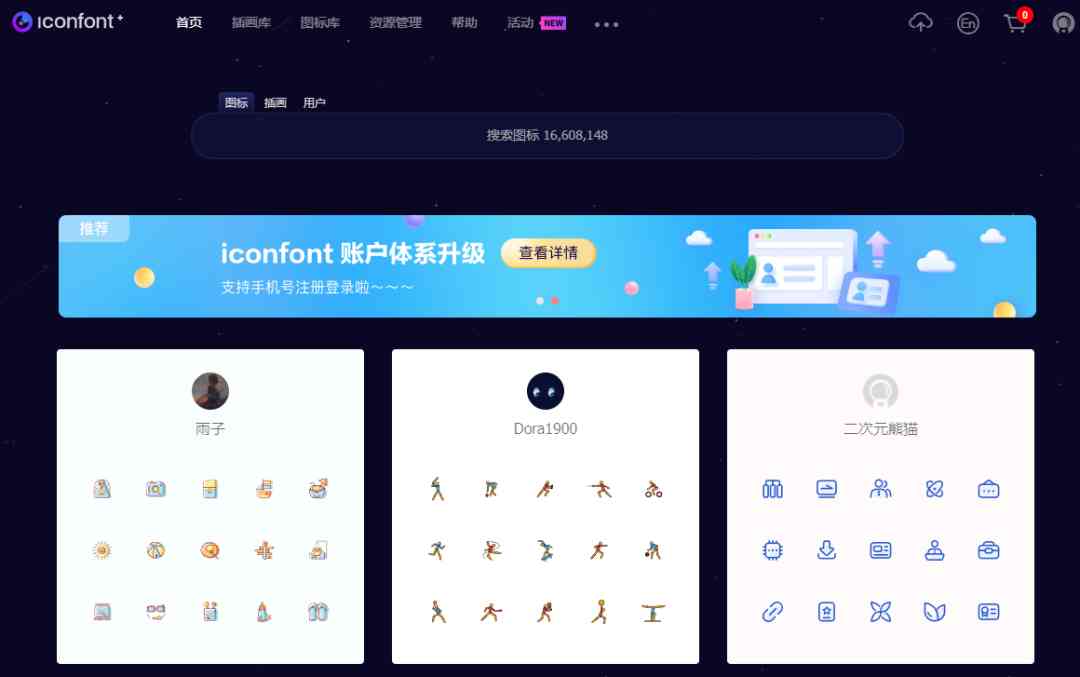 iconfont+ 首页 插画库 图标库 资源管理 帮助 活动 NEW ••• En 0
图标 插画 用户
搜索图标 16,608,148
推荐
iconfont 账户体系升级 查看详情
支持手机号注册登录啦～～～
雨子 Dora1900 二次元熊猫